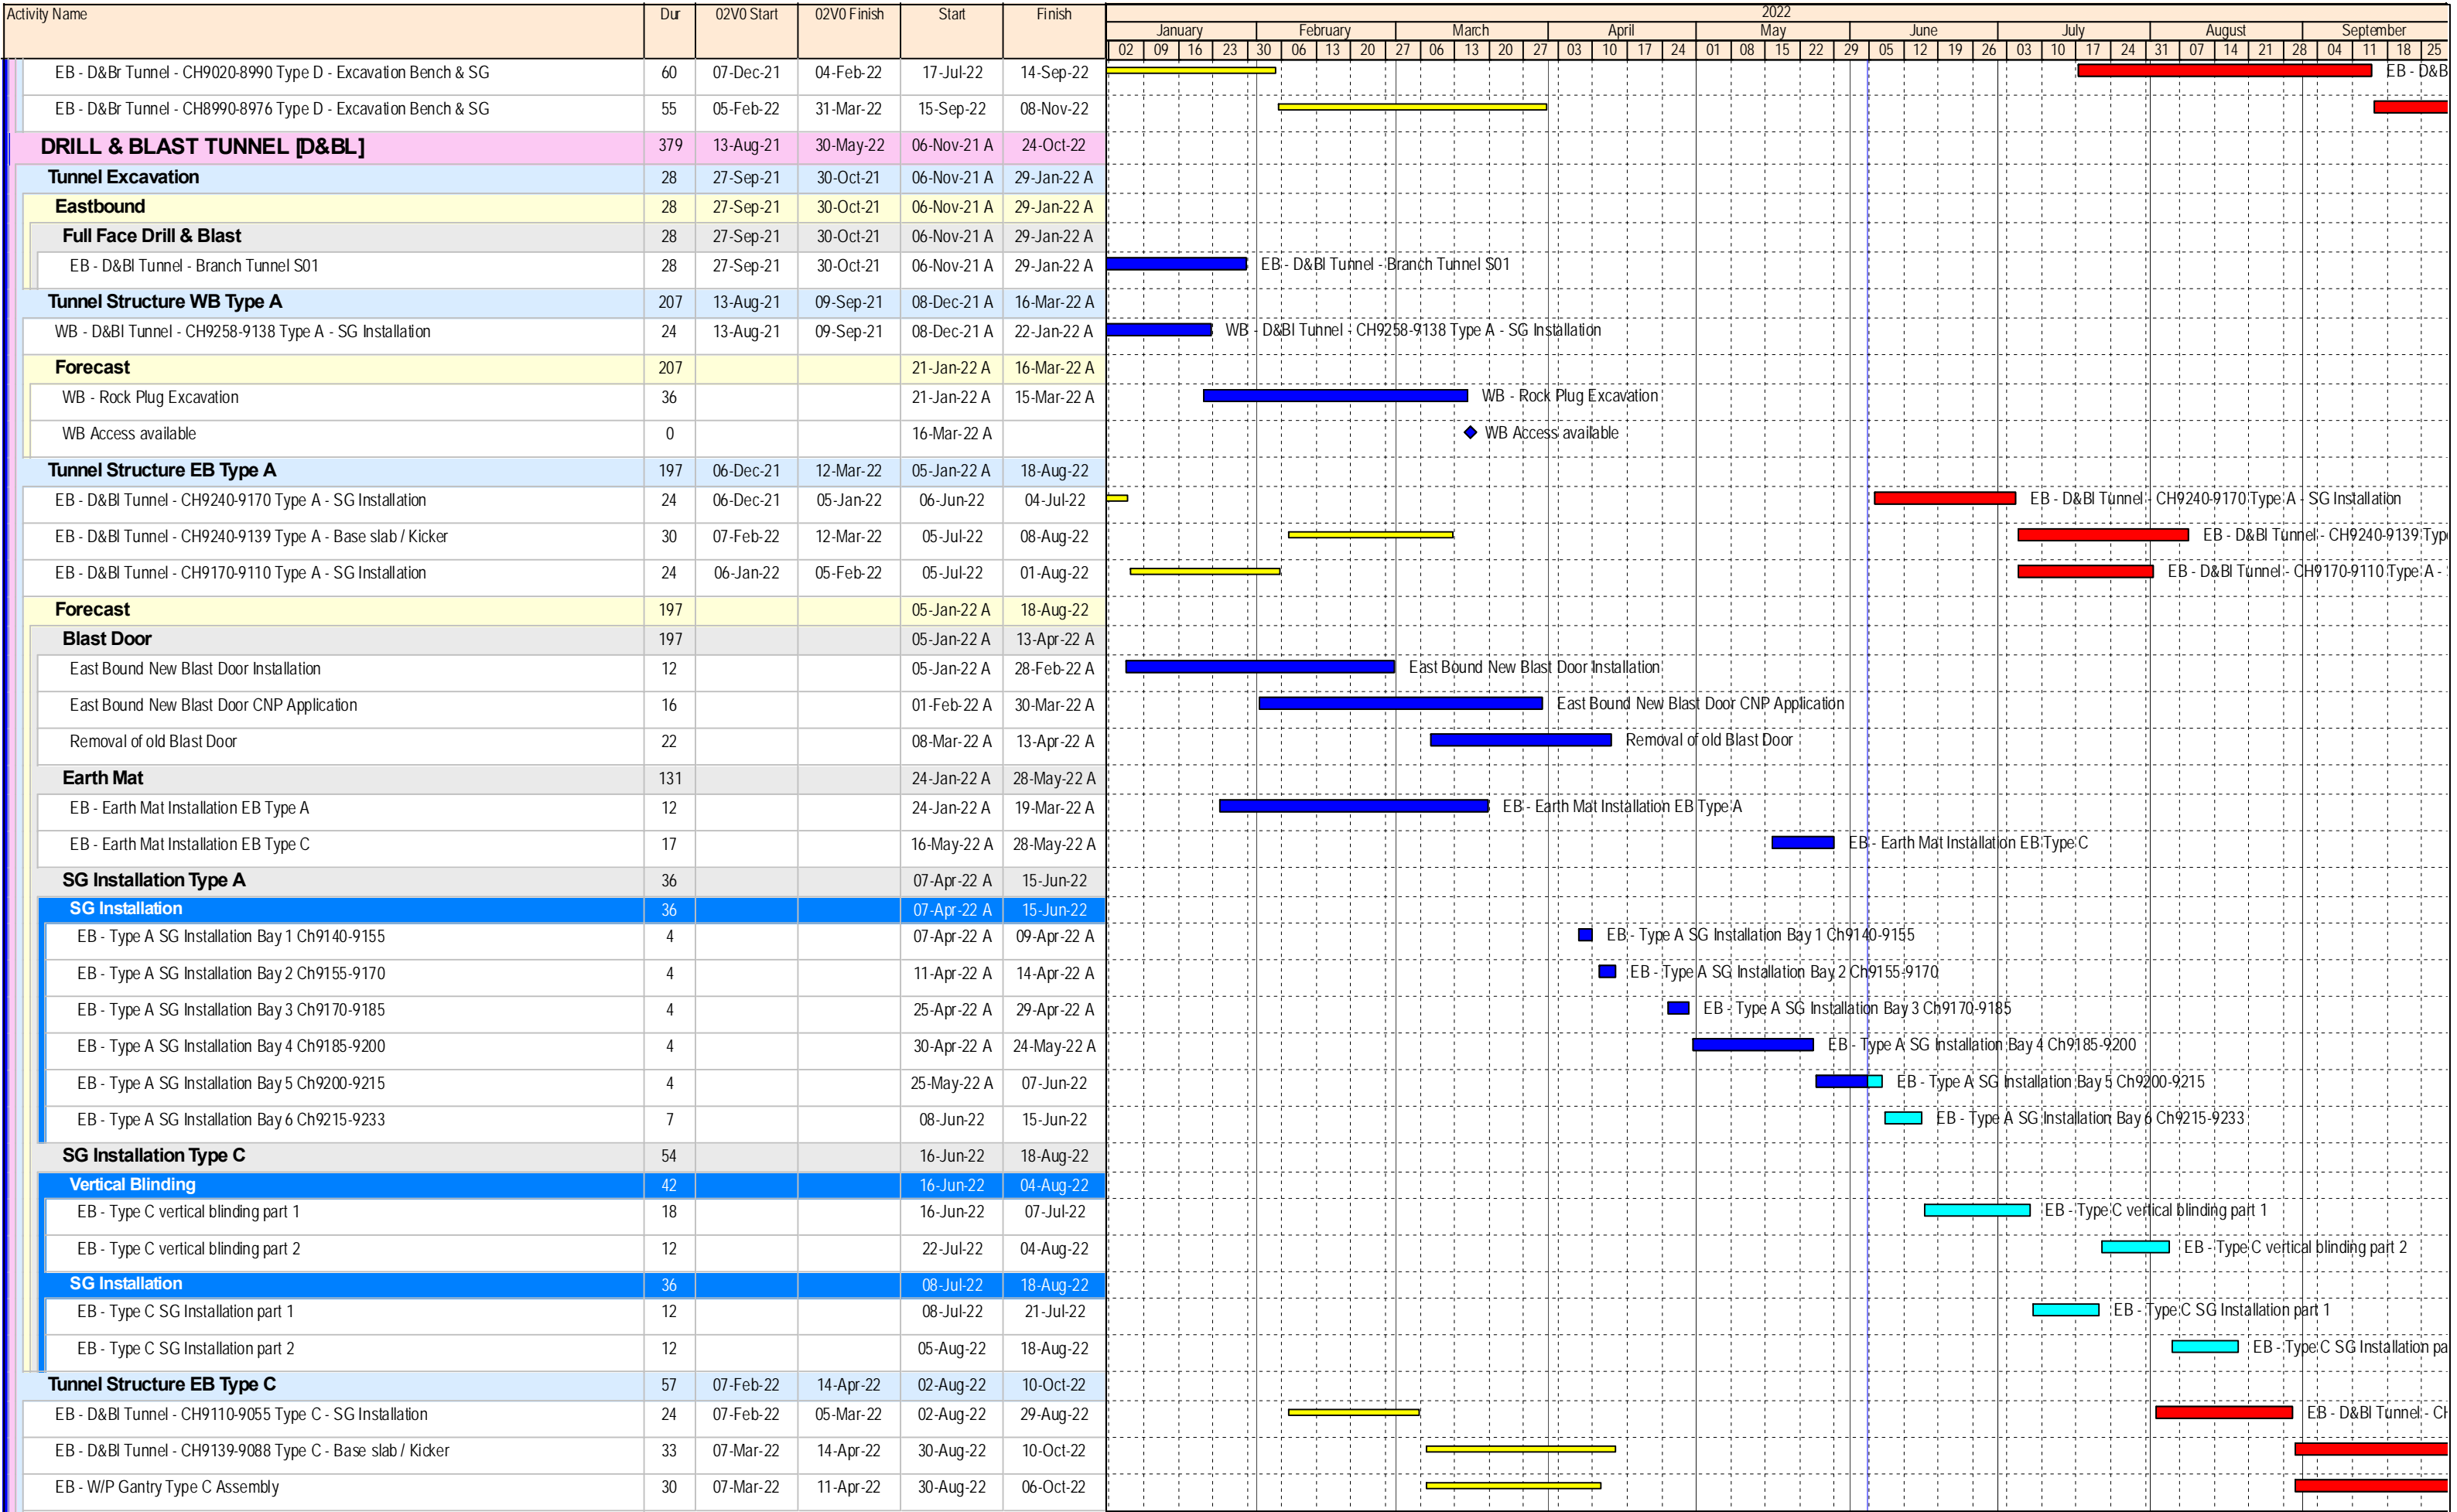 Activity Name Dur 02V0 Start 02V0 Finish Start Finish 2022
January February March April May June July August September
02 09 16 23 30 06 13 20 27 06 13 20 27 03 10 17 24 01 08 15 22 29 05 12 19 26 03 10 17 24 31 07 14 21 28 04 11 18 25
EB - D&Br Tunnel - CH9020-8990 Type D - Excavation Bench & SG 60 07-Dec-21 04-Feb-22 17-Jul-22 14-Sep-22 EB - D&B
EB - D&Br Tunnel - CH8990-8976 Type D - Excavation Bench & SG 55 05-Feb-22 31-Mar-22 15-Sep-22 08-Nov-22
DRILL & BLAST TUNNEL [D&BL] 379 13-Aug-21 30-May-22 06-Nov-21 A 24-Oct-22
Tunnel Excavation 28 27-Sep-21 30-Oct-21 06-Nov-21 A 29-Jan-22 A
Eastbound 28 27-Sep-21 30-Oct-21 06-Nov-21 A 29-Jan-22 A
Full Face Drill & Blast 28 27-Sep-21 30-Oct-21 06-Nov-21 A 29-Jan-22 A
EB - D&Bl Tunnel - Branch Tunnel S01 28 27-Sep-21 30-Oct-21 06-Nov-21 A 29-Jan-22 A EB - D&Bl Tunnel - Branch Tunnel S01
Tunnel Structure WB Type A 207 13-Aug-21 09-Sep-21 08-Dec-21 A 16-Mar-22 A
WB - D&Bl Tunnel - CH9258-9138 Type A - SG Installation 24 13-Aug-21 09-Sep-21 08-Dec-21 A 22-Jan-22 A WB - D&Bl Tunnel - CH9258-9138 Type A - SG Installation
Forecast 207 21-Jan-22 A 16-Mar-22 A
WB - Rock Plug Excavation 36 21-Jan-22 A 15-Mar-22 A WB - Rock Plug Excavation
WB Access available 0 16-Mar-22 A WB Access available
Tunnel Structure EB Type A 197 06-Dec-21 12-Mar-22 05-Jan-22 A 18-Aug-22
EB - D&Bl Tunnel - CH9240-9170 Type A - SG Installation 24 06-Dec-21 05-Jan-22 06-Jun-22 04-Jul-22 EB - D&Bl Tunnel - CH9240-9170 Type A - SG Installation
EB - D&Bl Tunnel - CH9240-9139 Type A - Base slab / Kicker 30 07-Feb-22 12-Mar-22 05-Jul-22 08-Aug-22 EB - D&Bl Tunnel - CH9240-9139 Typ
EB - D&Bl Tunnel - CH9170-9110 Type A - SG Installation 24 06-Jan-22 05-Feb-22 05-Jul-22 01-Aug-22 EB - D&Bl Tunnel - CH9170-9110 Type A -
Forecast 197 05-Jan-22 A 18-Aug-22
Blast Door 197 05-Jan-22 A 13-Apr-22 A
East Bound New Blast Door Installation 12 05-Jan-22 A 28-Feb-22 A East Bound New Blast Door Installation
East Bound New Blast Door CNP Application 16 01-Feb-22 A 30-Mar-22 A East Bound New Blast Door CNP Application
Removal of old Blast Door 22 08-Mar-22 A 13-Apr-22 A Removal of old Blast Door
Earth Mat 131 24-Jan-22 A 28-May-22 A
EB - Earth Mat Installation EB Type A 12 24-Jan-22 A 19-Mar-22 A EB - Earth Mat Installation EB Type A
EB - Earth Mat Installation EB Type C 17 16-May-22 A 28-May-22 A EB - Earth Mat Installation EB Type C
SG Installation Type A 36 07-Apr-22 A 15-Jun-22
SG Installation 36 07-Apr-22 A 15-Jun-22
EB - Type A SG Installation Bay 1 Ch9140-9155 4 07-Apr-22 A 09-Apr-22 A EB - Type A SG Installation Bay 1 Ch9140-9155
EB - Type A SG Installation Bay 2 Ch9155-9170 4 11-Apr-22 A 14-Apr-22 A EB - Type A SG Installation Bay 2 Ch9155-9170
EB - Type A SG Installation Bay 3 Ch9170-9185 4 25-Apr-22 A 29-Apr-22 A EB - Type A SG Installation Bay 3 Ch9170-9185
EB - Type A SG Installation Bay 4 Ch9185-9200 4 30-Apr-22 A 24-May-22 A EB - Type A SG Installation Bay 4 Ch9185-9200
EB - Type A SG Installation Bay 5 Ch9200-9215 4 25-May-22 A 07-Jun-22 EB - Type A SG Installation Bay 5 Ch9200-9215
EB - Type A SG Installation Bay 6 Ch9215-9233 7 08-Jun-22 15-Jun-22 EB - Type A SG Installation Bay 6 Ch9215-9233
SG Installation Type C 54 16-Jun-22 18-Aug-22
Vertical Blinding 42 16-Jun-22 04-Aug-22
EB - Type C vertical blinding part 1 18 16-Jun-22 07-Jul-22 EB - Type C vertical blinding part 1
EB - Type C vertical blinding part 2 12 22-Jul-22 04-Aug-22 EB - Type C vertical blinding part 2
SG Installation 36 08-Jul-22 18-Aug-22
EB - Type C SG Installation part 1 12 08-Jul-22 21-Jul-22 EB - Type C SG Installation part 1
EB - Type C SG Installation part 2 12 05-Aug-22 18-Aug-22 EB - Type C SG Installation pa
Tunnel Structure EB Type C 57 07-Feb-22 14-Apr-22 02-Aug-22 10-Oct-22
EB - D&Bl Tunnel - CH9110-9055 Type C - SG Installation 24 07-Feb-22 05-Mar-22 02-Aug-22 29-Aug-22 EB - D&Bl Tunnel - CH
EB - D&Bl Tunnel - CH9139-9088 Type C - Base slab / Kicker 33 07-Mar-22 14-Apr-22 30-Aug-22 10-Oct-22
EB - W/P Gantry Type C Assembly 30 07-Mar-22 11-Apr-22 30-Aug-22 06-Oct-22